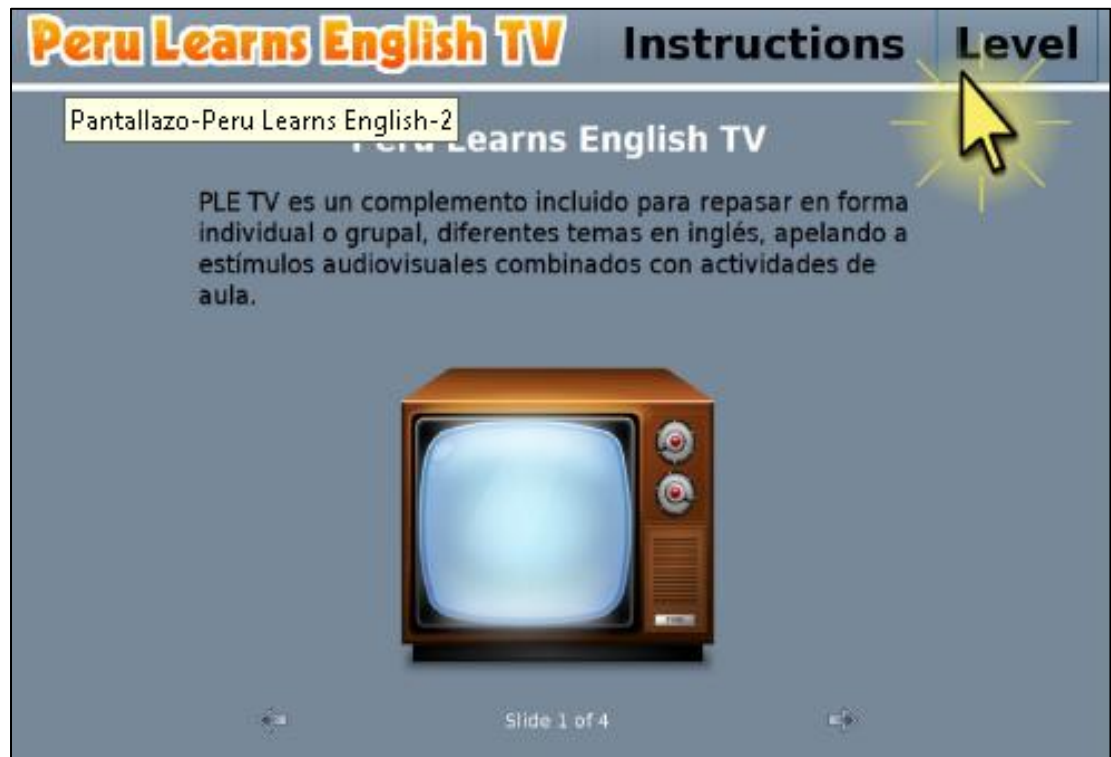 Peru Learns English TV Instructions Level
Pantallazo-Peru Learns English-2
Learns English TV
PLE TV es un complemento incluido para repasar en forma
individual o grupal, diferentes temas en inglés, apelando a
estímulos audiovisuales combinados con actividades de
aula.
Slide 1 of 4